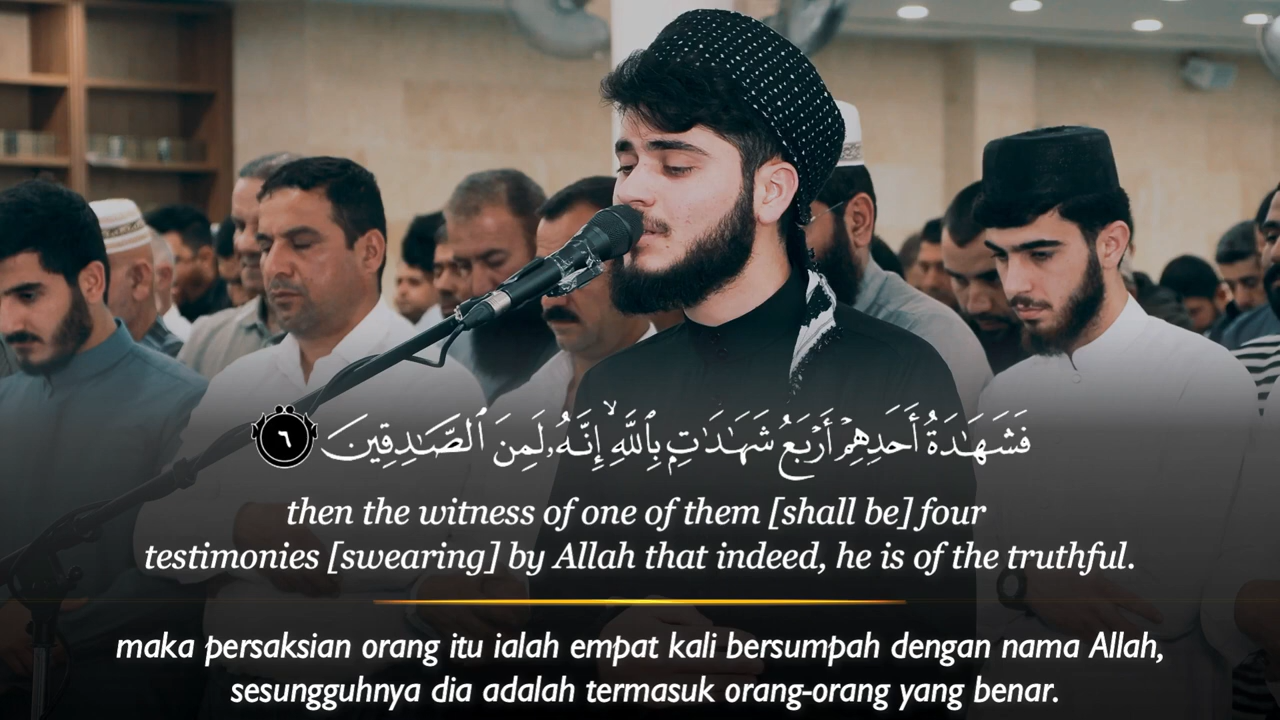 فَشَهَٰدَةُ أَحَدِهِمْ أَرْبَعُ شَهَٰدَٰتٍۭ بِٱللَّهِ ۙ إِنَّهُۥ لَمِنَ ٱلصَّٰدِقِينَ ٦
then the witness of one of them [shall be] four
testimonies [swearing] by Allah that indeed, he is of the truthful.
maka persaksian orang itu ialah empat kali bersumpah dengan nama Allah,
sesungguhnya dia adalah termasuk orang-orang yang benar.